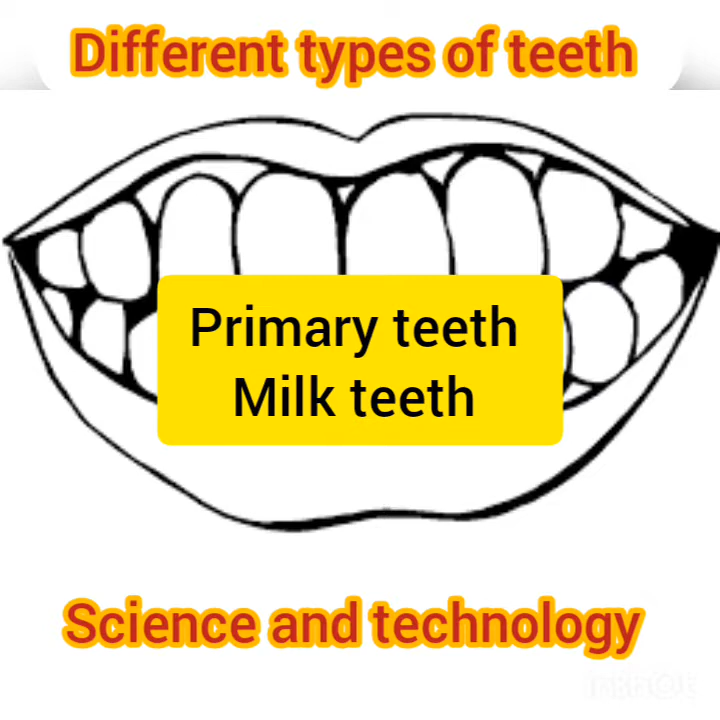 Different types of teeth
Primary teeth
Milk teeth
Science and technology